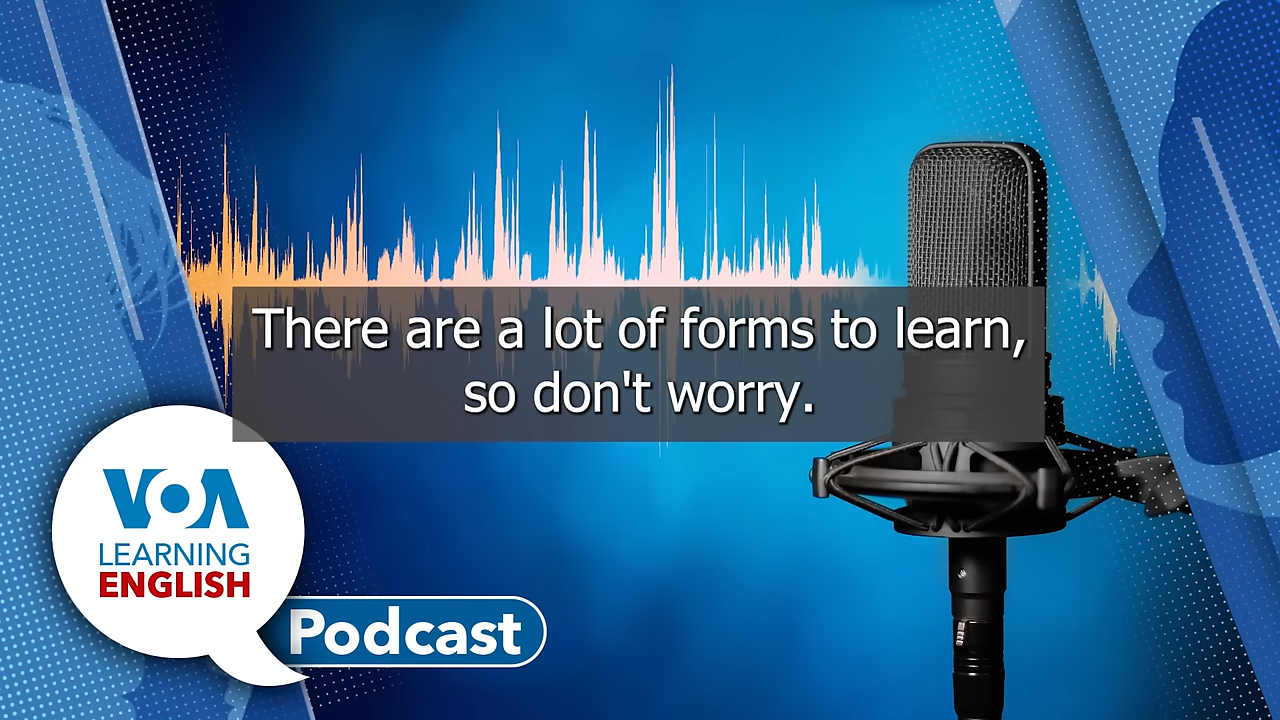 There are a lot of forms to learn,
so don't worry.
VOA
LEARNING
ENGLISH
Podcast